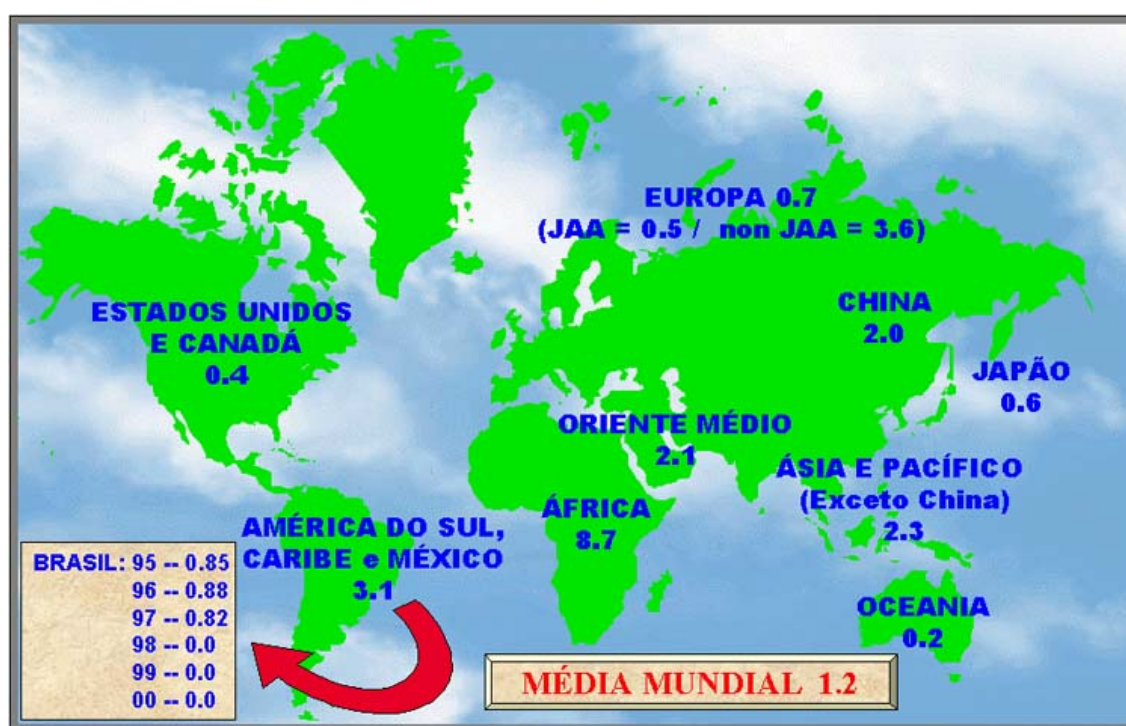 EUROPA 0.7
(JAA = 0.5 / non JAA = 3.6)
ESTADOS UNIDOS
E CANADÁ
0.4
CHINA
2.0
JAPÃO
0.6
ORIENTE MÉDIO
2.1
ÁSIA E PACÍFICO
(Exceto China)
2.3
ÁFRICA
8.7
AMÉRICA DO SUL,
CARIBE e MÉXICO
3.1
BRASIL: 95 -- 0.85
96 -- 0.88
97 -- 0.82
98 -- 0.0
99 -- 0.0
00 -- 0.0
OCEANIA
0.2
MÉDIA MUNDIAL 1.2